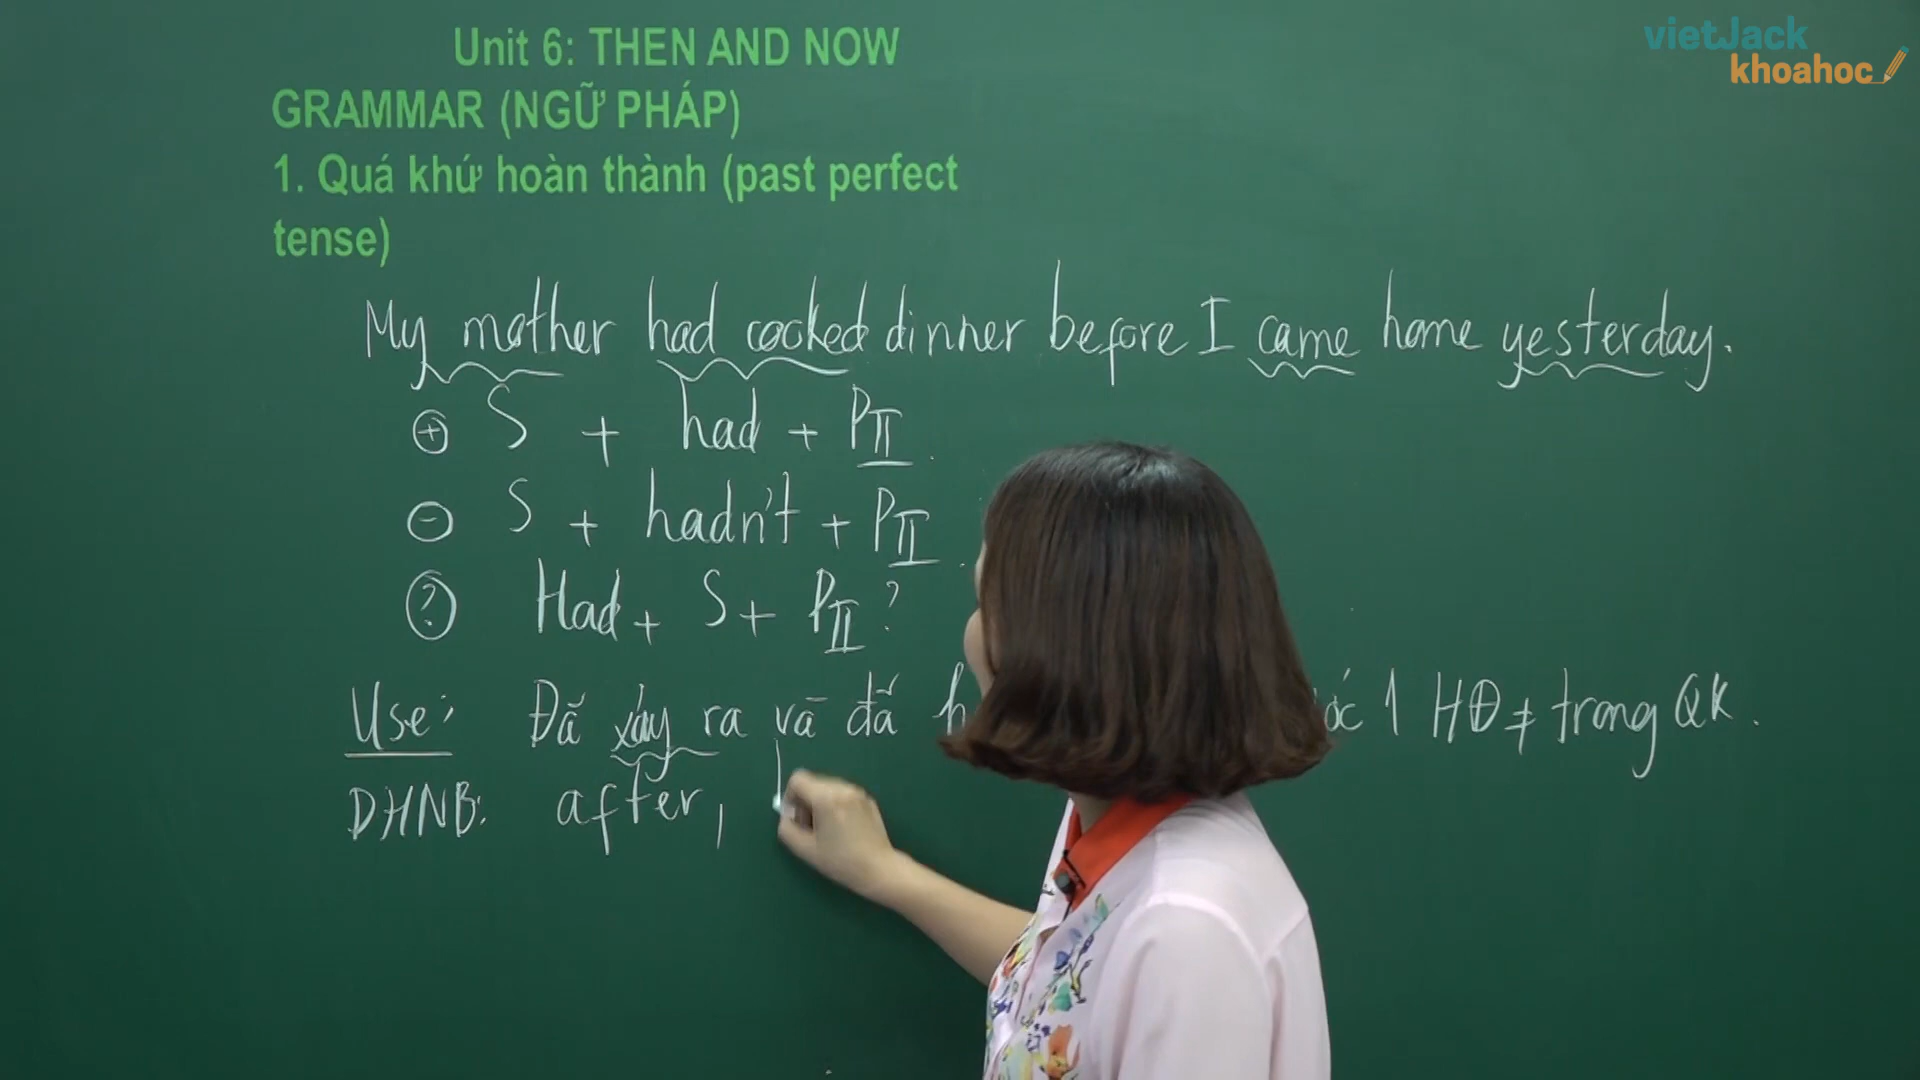 vietJack
khoahoc
Unit 6: THEN AND NOW
GRAMMAR (NGỮ PHÁP)
1. Quá khứ hoàn thành (past perfect
tense)
My mother had cooked dinner before I came home yesterday.
+ S + had + PII.
- S + hadn't + PII.
? Had + S + PII?
Use: Đã xảy ra và đã 1 HĐ ≠ trong QK.
DHNB: after,